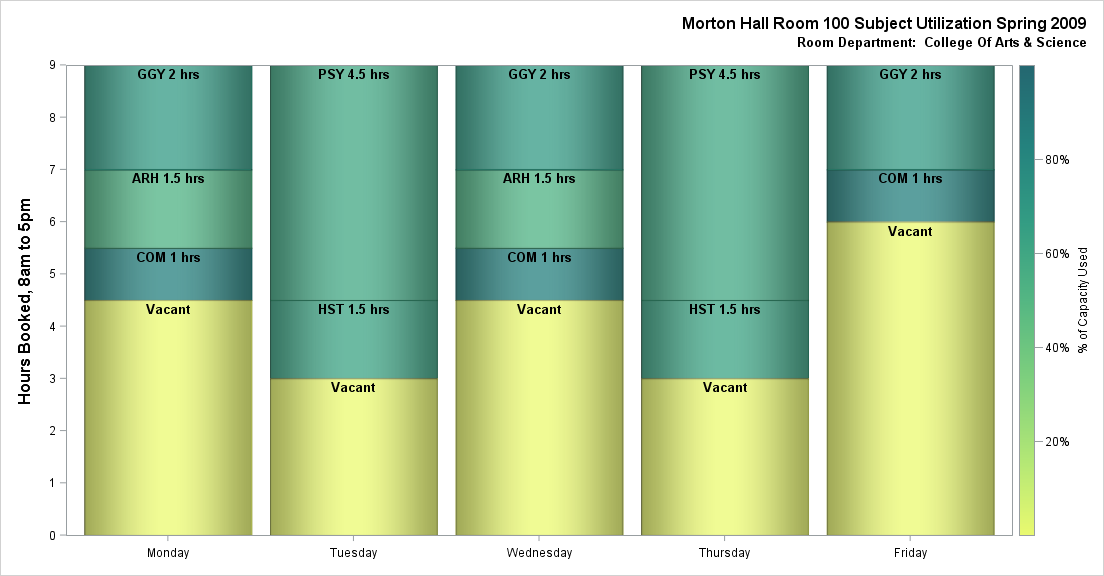 Morton Hall Room 100 Subject Utilization Spring 2009
Room Department:  College Of Arts & Science
Hours Booked, 8am to 5pm
9
8
7
6
5
4
3
2
1
0
GGY 2 hrs
ARH 1.5 hrs
COM 1 hrs
Vacant
PSY 4.5 hrs
HST 1.5 hrs
Vacant
GGY 2 hrs
ARH 1.5 hrs
COM 1 hrs
Vacant
PSY 4.5 hrs
HST 1.5 hrs
Vacant
GGY 2 hrs
COM 1 hrs
Vacant
Monday
Tuesday
Wednesday
Thursday
Friday
80%
60%
40%
20%
% of Capacity Used